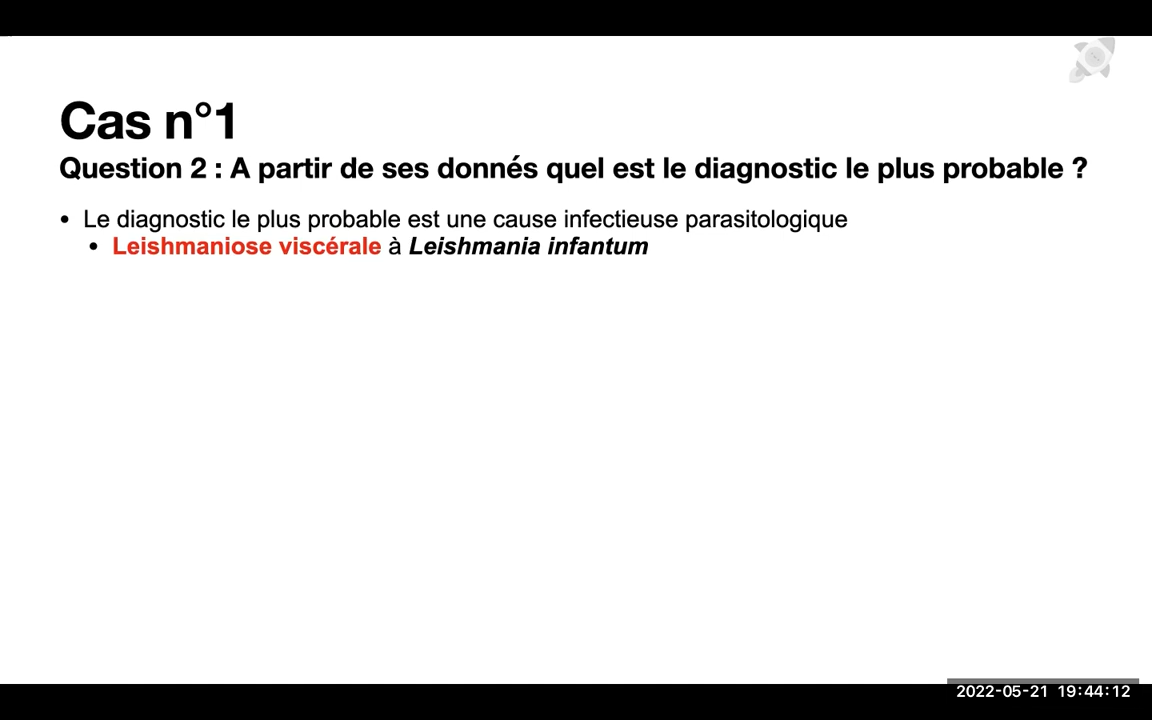 Cas n°1
Question 2 : A partir de ses donnés quel est le diagnostic le plus probable ?
• Le diagnostic le plus probable est une cause infectieuse parasitologique
• Leishmaniose viscérale à Leishmania infantum
2022-05-21 19:44:12